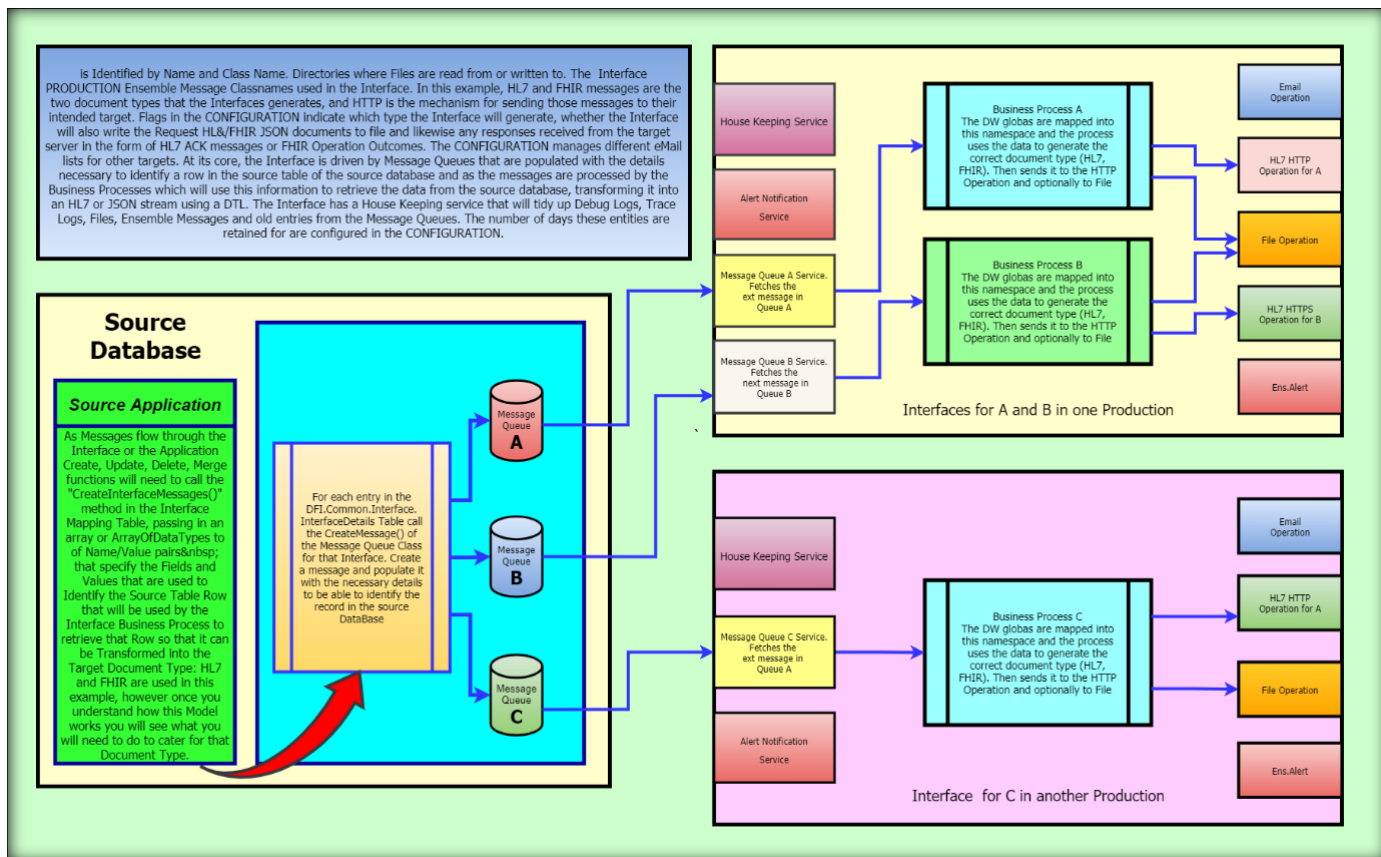 is Identified by Name and Class Name. Directories where Files are read from or written to. The Interface
PRODUCTION Ensemble Message Classnames used in the Interface. In this example, HL7 and FHIR messages are the
two document types that the Interfaces generates, and HTTP is the mechanism for sending those messages to their
intended target. Flags in the CONFIGURATION indicate which type the Interface will generate, whether the Interface
will also write the Request HL&/FHIR JSON documents to file and likewise any responses received from the target
server in the form of HL7 ACK messages or FHIR Operation Outcomes. The CONFIGURATION manages different eMail
lists for other targets. At its core, the Interface is driven by Message Queues that are populated with the details
necessary to identify a row in the source table of the source database and as the messages are processed by the
Business Processes which will use this information to retrieve the data from the source database, transforming it into
an HL7 or JSON stream using a DTL. The Interface has a House Keeping service that will tidy up Debug Logs, Trace
Logs, Files, Ensemble Messages and old entries from the Message Queues. The number of days these entities are
retained for are configured in the CONFIGURATION.
Source
Database
Source Application
As Messages flow through the
Interface or the Application
Create, Update, Delete, Merge
functions will need to call the
"CreateInterfaceMessages()"
method in the Interface
Mapping Table, passing in an
array or ArrayOfDataTypes to
of Name/Value pairs&nbsp;
that specify the Fields and
Values that are used to
Identify the Source Table Row
that will be used by the
Interface Business Process to
retrieve that Row so that it can
be Transformed into the
Target Document Type: HL7
and FHIR are used in this
example, however once you
understand how this Model
works you will see what you
will need to do to cater for that
Document Type.
For each entry in the
DFI.Common.Interface.
InterfaceDetails Table call
the CreateMessage() of
the Message Queue Class
for that Interface. Create
a message and populate it
with the necessary details
to be able to identify the
record in the source
DataBase
Message
Queue
A
Message
Queue
B
Message
Queue
C
House Keeping Service
Alert Notification
Service
Message Queue A Service.
Fetches the
ext message in
Queue A
Message Queue B Service.
Fetches the
next message in
Queue B
Business Process A
The DW globas are mapped into
this namespace and the process
uses the data to generate the
correct document type (HL7,
FHIR). Then sends it to the HTTP
Operation and optionally to File
Business Process B
The DW globas are mapped into
this namespace and the process
uses the data to generate the
correct document type (HL7,
FHIR). Then sends it to the HTTP
Operation and optionally to File
Email
Operation
HL7 HTTP
Operation for A
File Operation
HL7 HTTPS
Operation for B
Ens.Alert
Interfaces for A and B in one Production
`
House Keeping Service
Message Queue C Service.
Fetches the
ext message in
Queue A
Alert Notification
Service
Business Process C
The DW globas are mapped into
this namespace and the process
uses the data to generate the
correct document type (HL7,
FHIR). Then sends it to the HTTP
Operation and optionally to File
Email
Operation
HL7 HTTP
Operation for A
File Operation
Ens.Alert
Interface for C in another Production